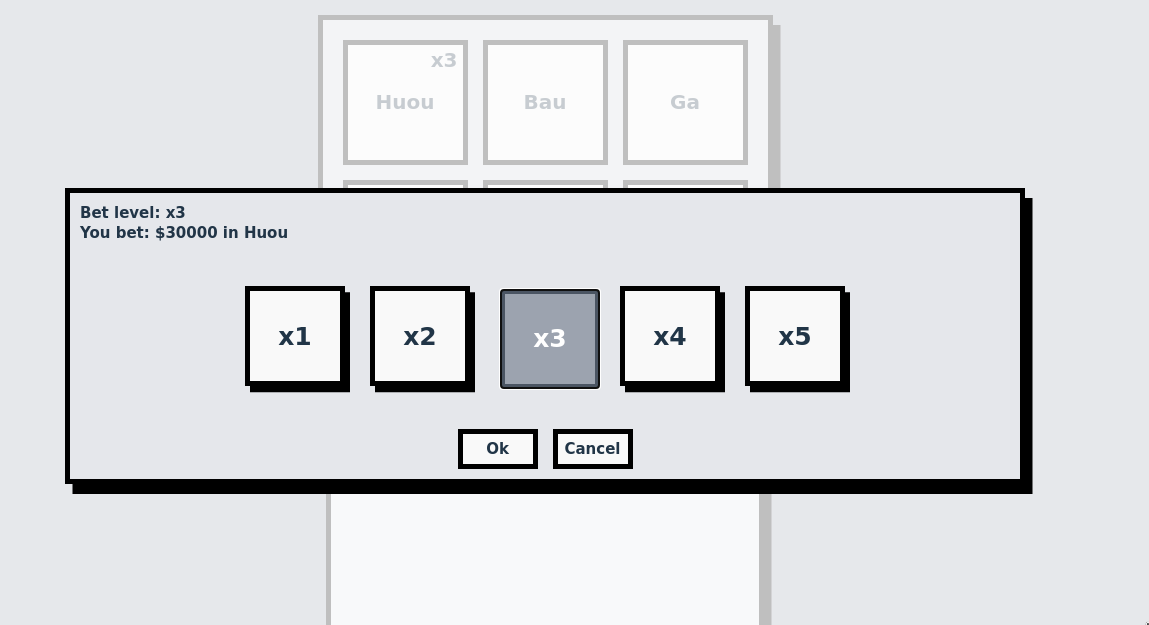 x3
Huou
Bau
Ga
Bet level: x3
You bet: $30000 in Huou
x1
x2
x3
x4
x5
Ok
Cancel